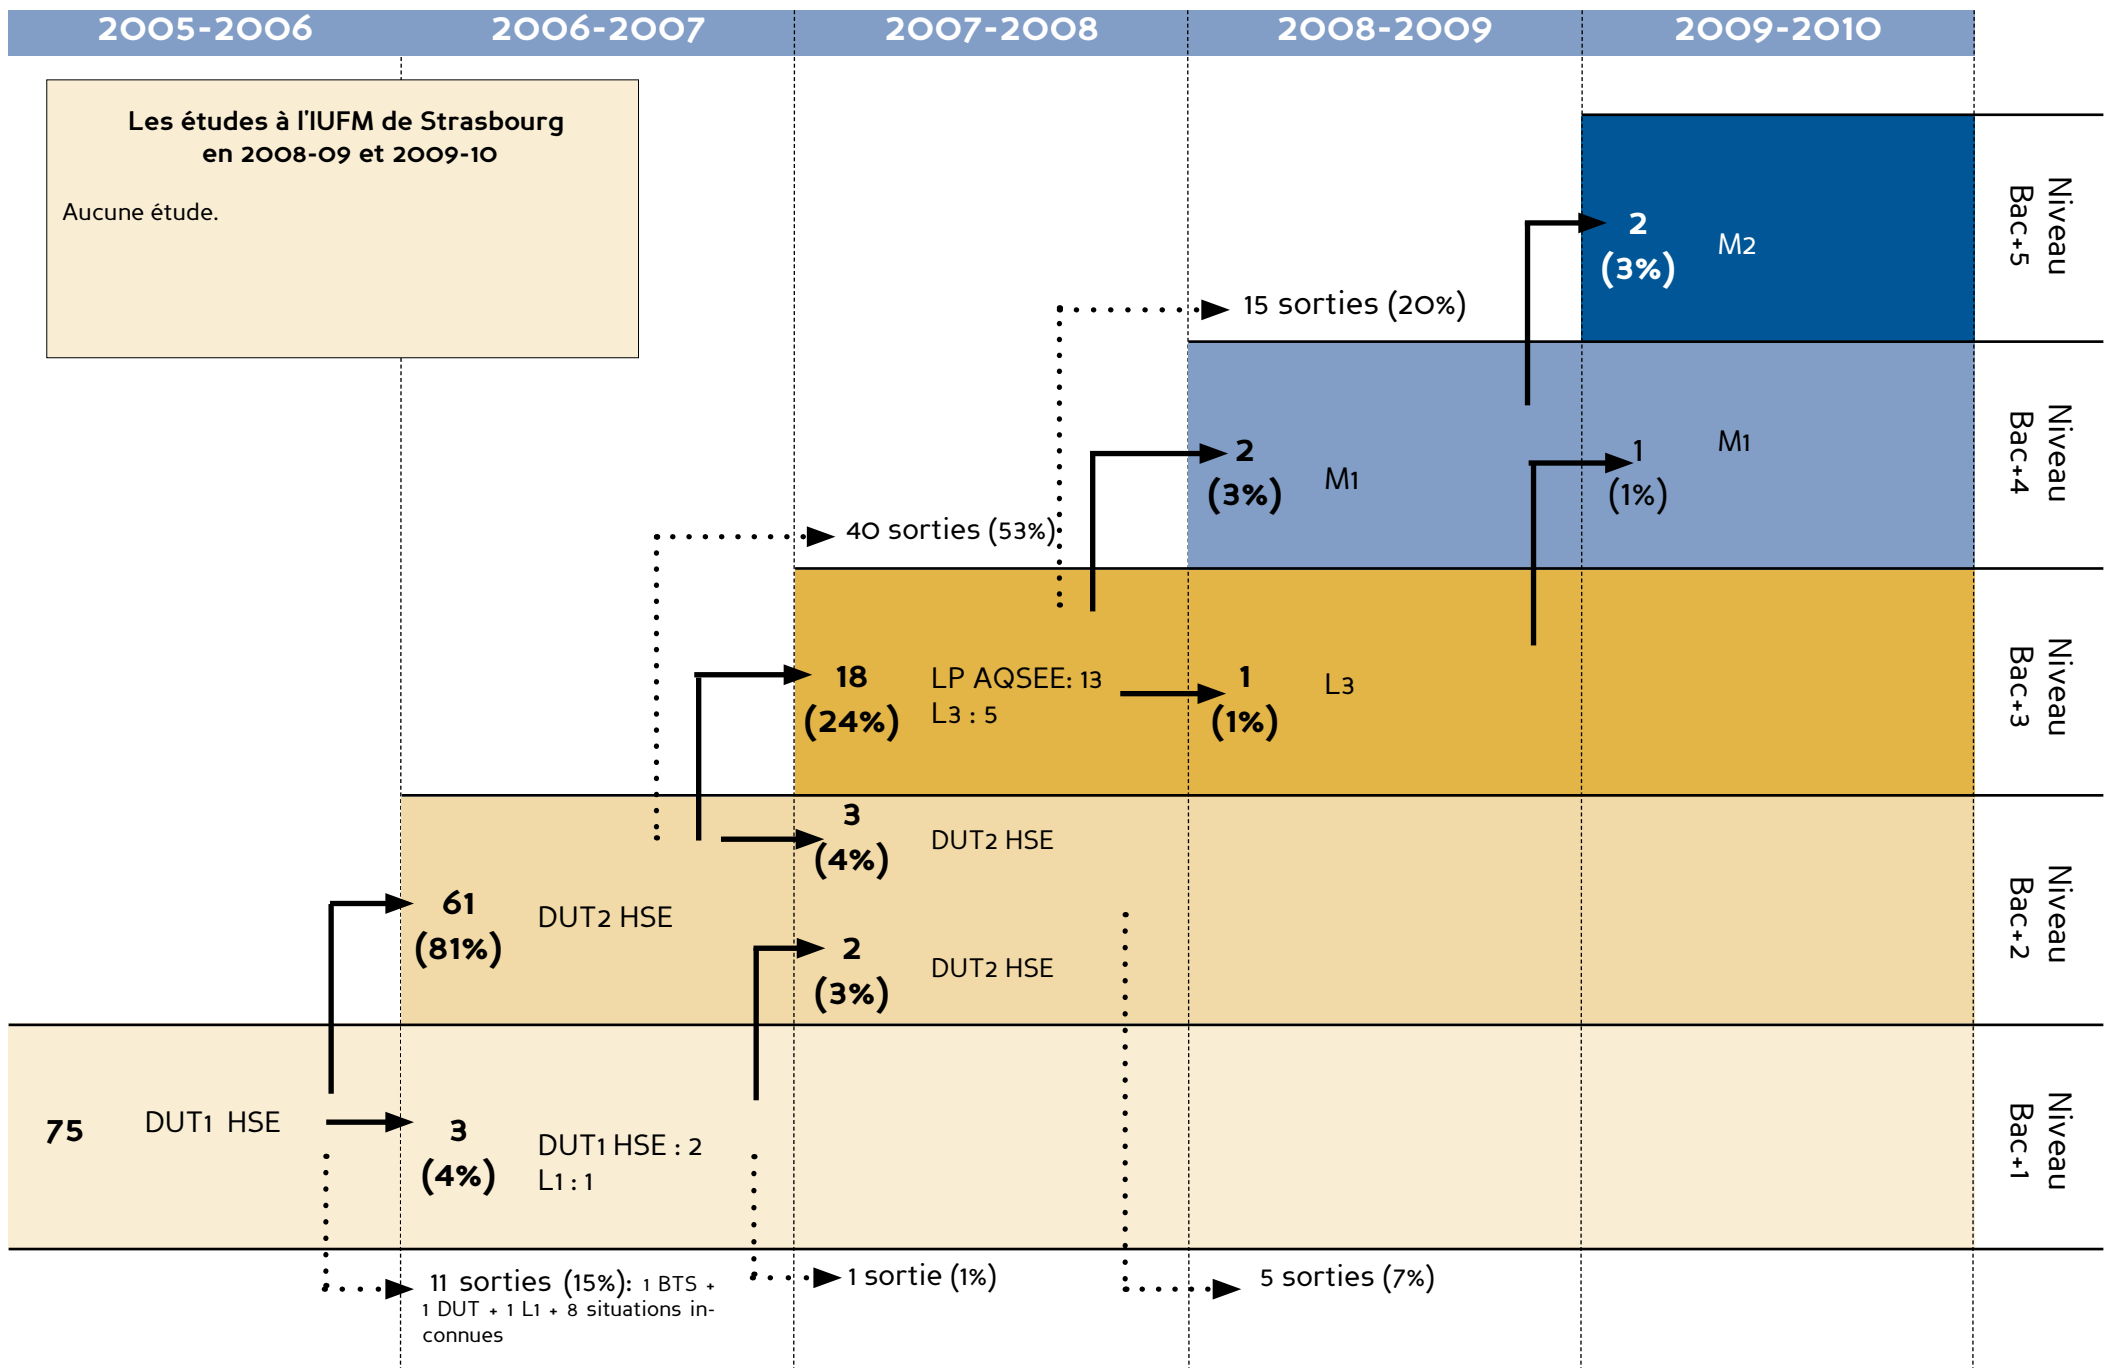 2005-2006
2006-2007
2007-2008
2008-2009
2009-2010
Les études à l'IUFM de Strasbourg
en 2008-09 et 2009-10
Aucune étude.
2
(3%)
M2
Niveau
Bac+5
15 sorties (20%)
2
(3%)
M1
1
(1%)
M1
Niveau
Bac+4
40 sorties (53%)
18
(24%)
LP AQSEE: 13
L3 : 5
1
(1%)
L3
Niveau
Bac+3
61
(81%)
DUT2 HSE
3
(4%)
DUT2 HSE
2
(3%)
DUT2 HSE
Niveau
Bac+2
75
DUT1 HSE
3
(4%)
DUT1 HSE : 2
L1 : 1
Niveau
Bac+1
11 sorties (15%): 1 BTS +
1 DUT + 1 L1 + 8 situations in-
connues
1 sortie (1%)
5 sorties (7%)